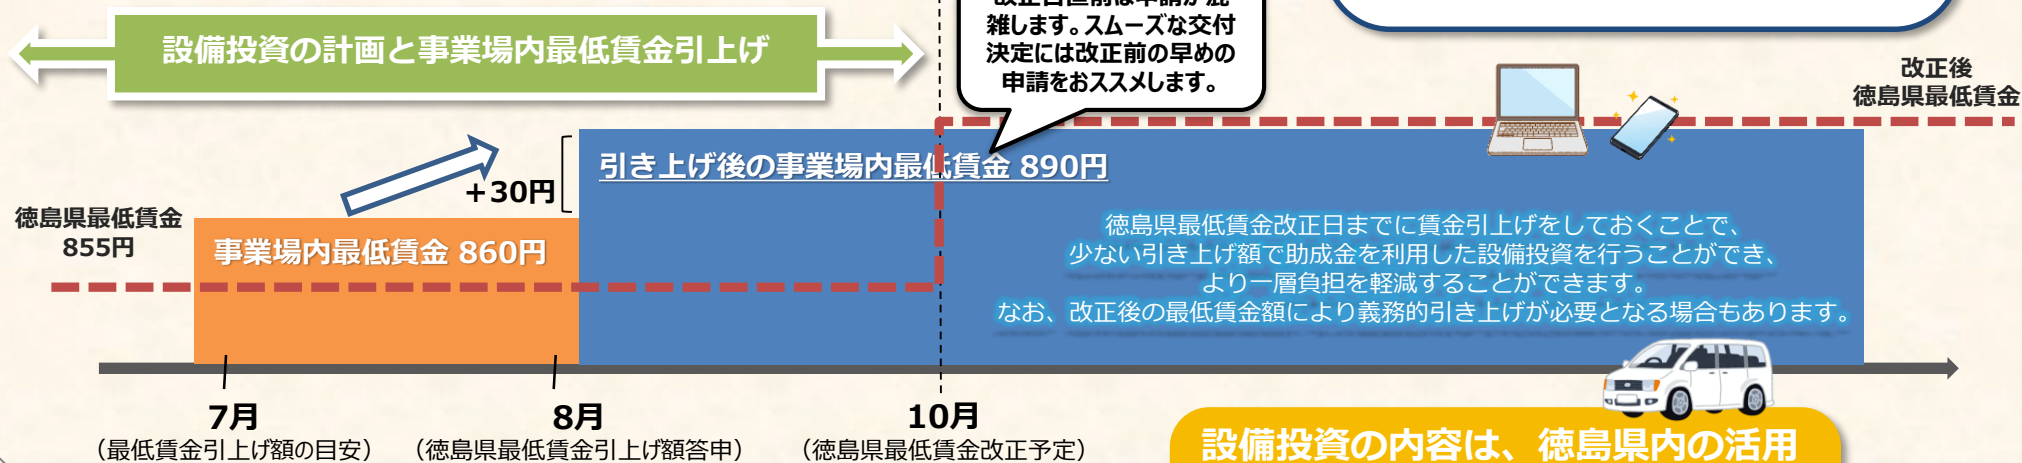 雑します。スムーズな交付
決定には改正前の早めの
申請をおススメします。
設備投資の計画と事業場内最低賃金引上げ
改正後
徳島県最低賃金
引き上げ後の事業場内最低賃金 890円
+30円
徳島県最低賃金
855円
事業場内最低賃金 860円
徳島県最低賃金改正日までに賃金引上げをしておくことで、
少ない引き上げ額で助成金を利用した設備投資を行うことができ、
より一層負担を軽減することができます。
なお、改正後の最低賃金額により義務的引き上げが必要となる場合もあります。
7月
(最低賃金引上げ額の目安)
8月
(徳島県最低賃金引上げ額答申)
10月
(徳島県最低賃金改正予定)
設備投資の内容は、徳島県内の活用